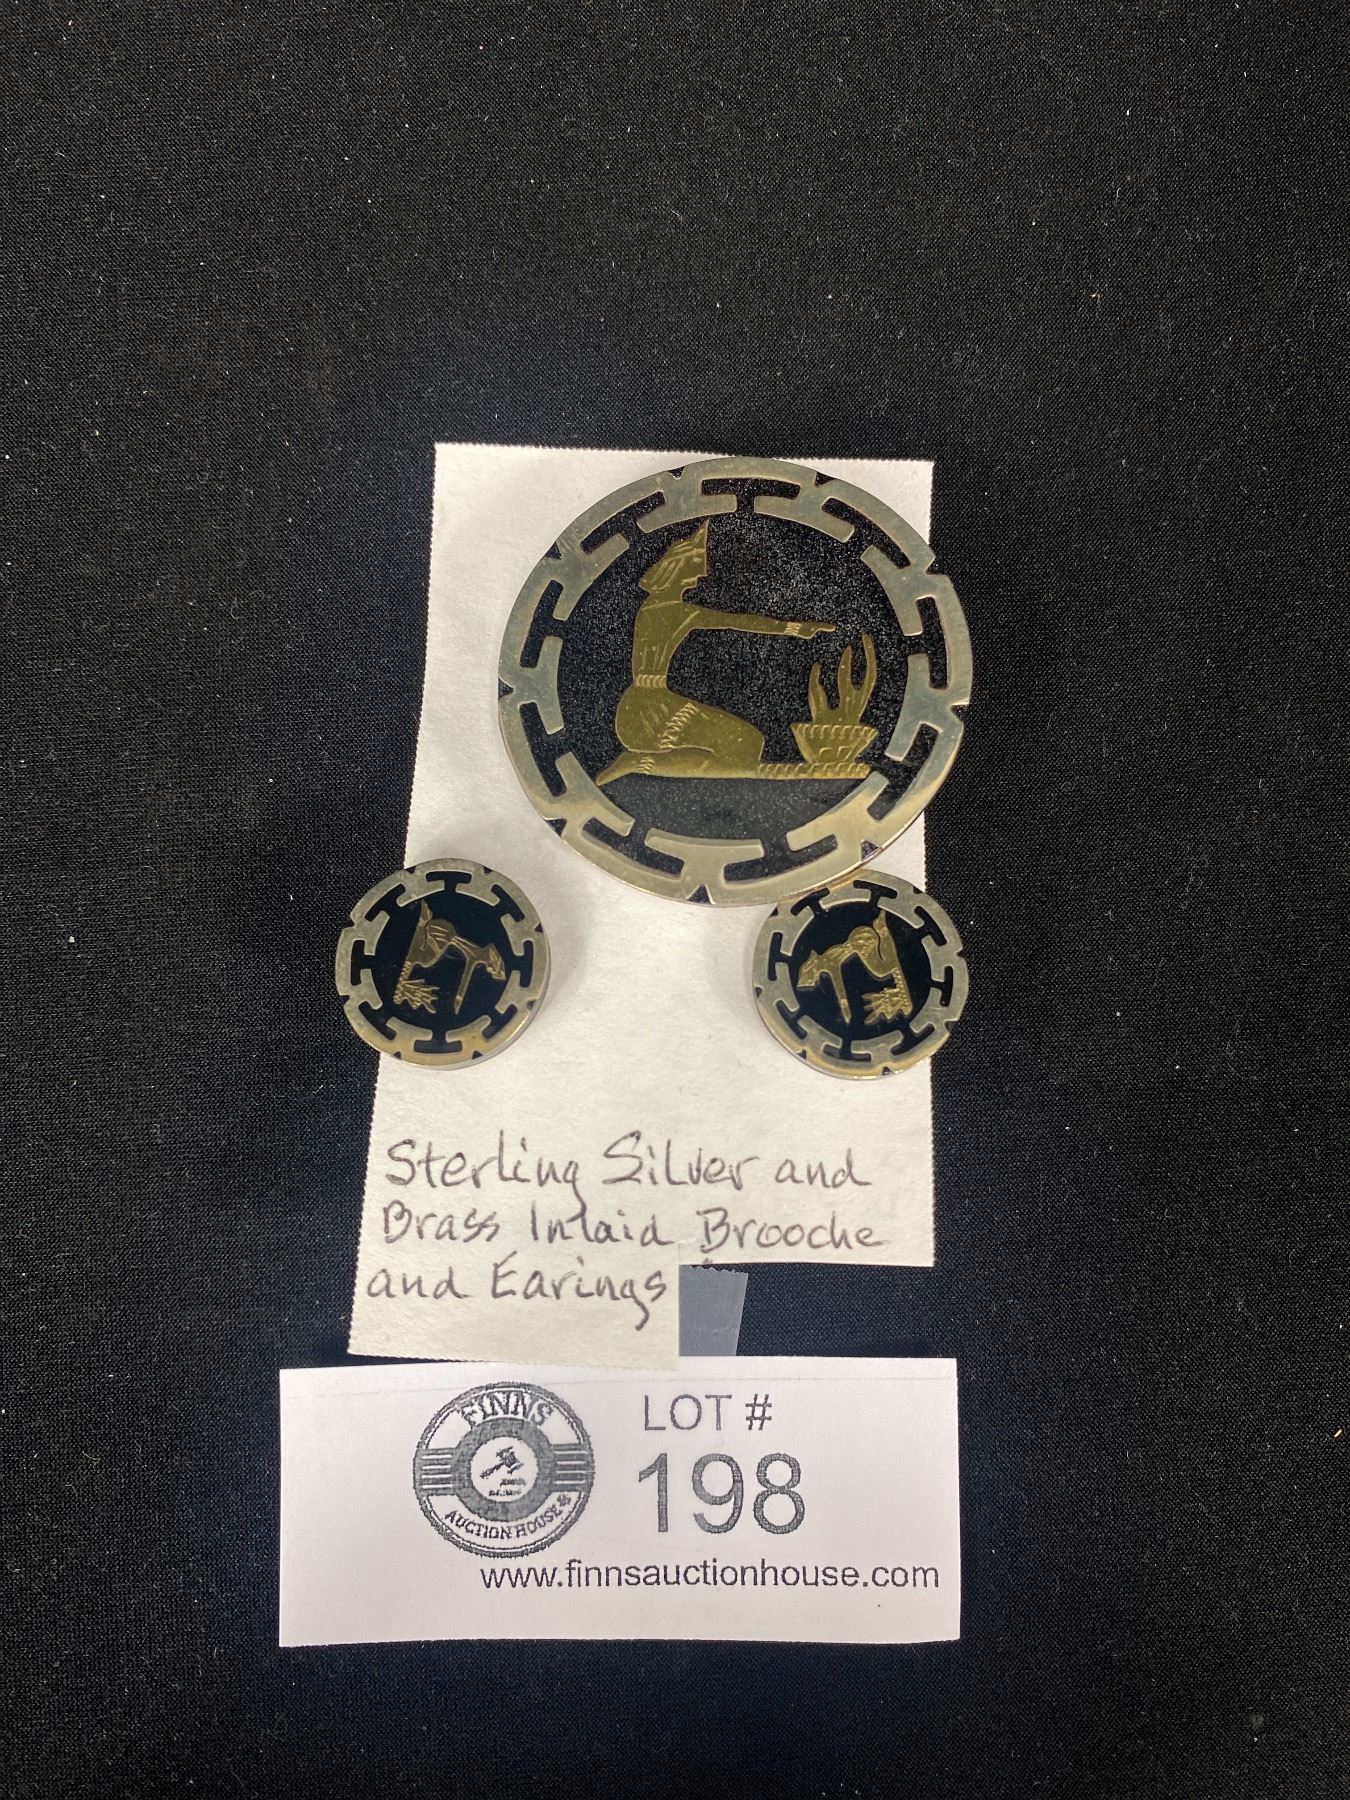 Sterling Silver and
Brass Inlaid Brooche
and Earings
FINNS
AUCTION HOUSE
LOT #
198
www.finnsauctionhouse.com